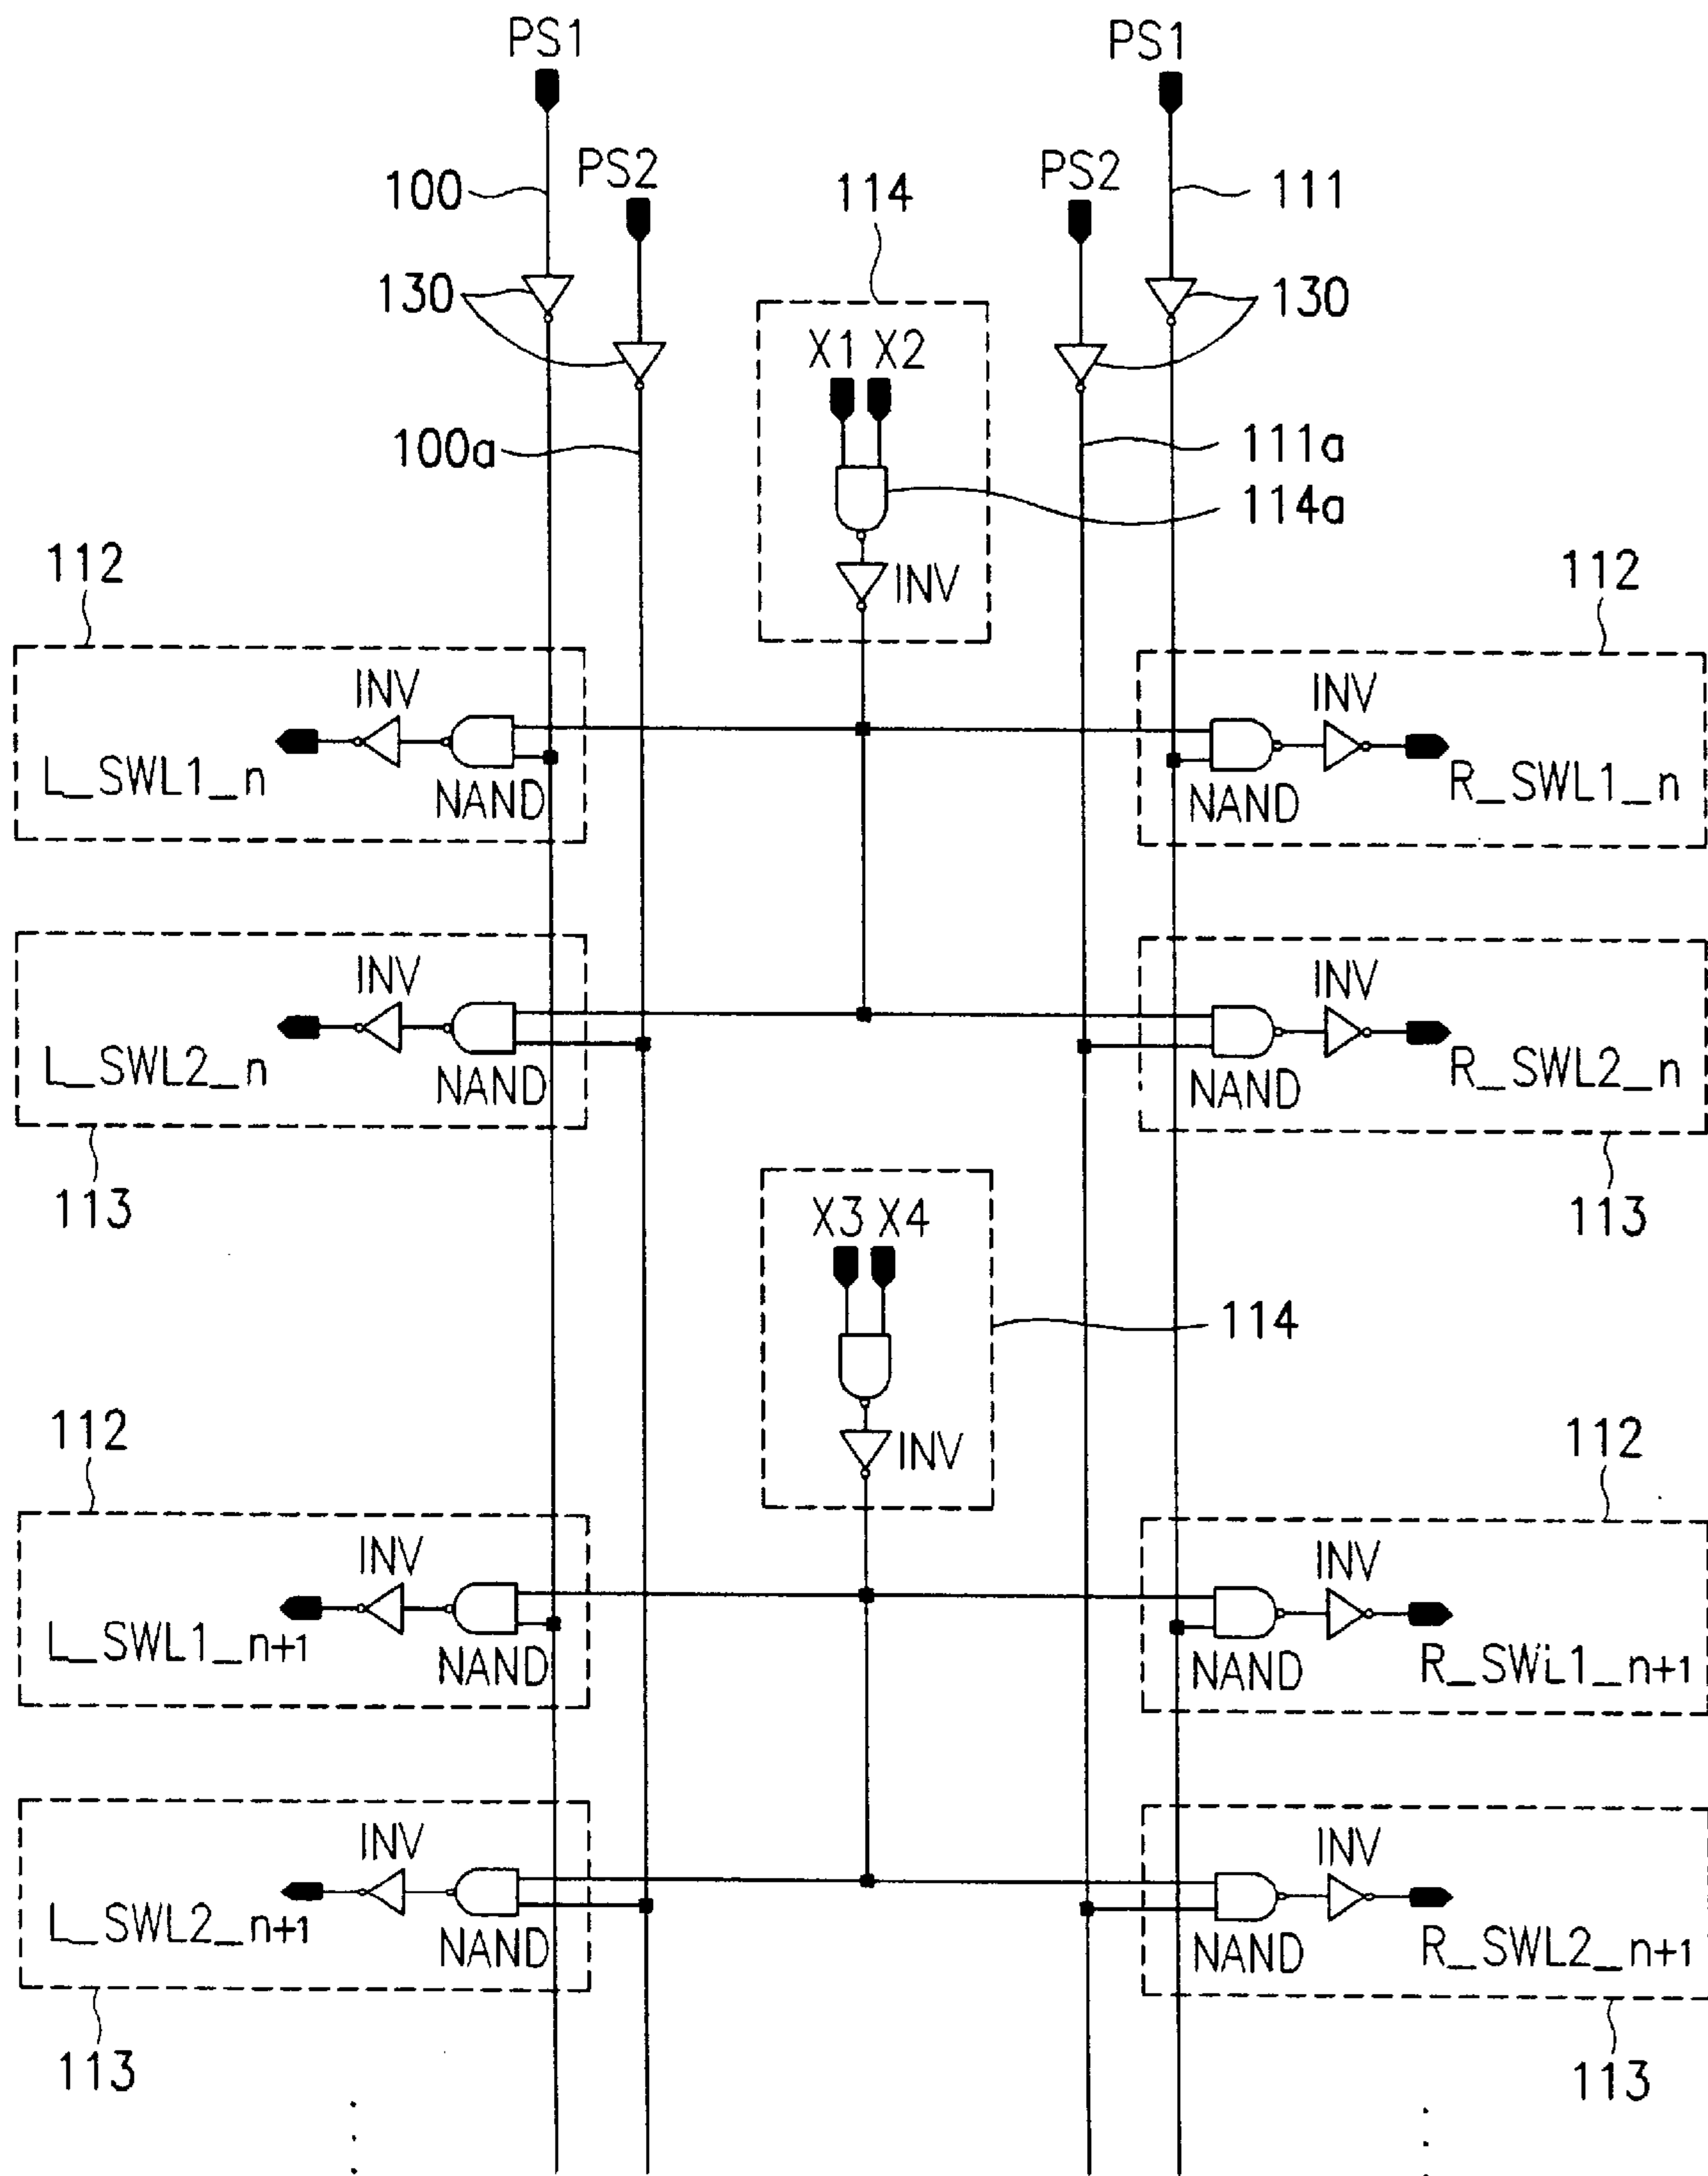 PS1
PS1
PS2
PS2
100
114
111
130
130
X1 X2
100a
111a
114a
112
INV
112
INV
INV
L_SWL1_n
NAND
NAND
R_SWL1_n
INV
INV
L_SWL2_n
NAND
NAND
R_SWL2_n
113
113
X3 X4
114
112
112
INV
INV
INV
L_SWL1_n+1
NAND
NAND
R_SWL1_n+1
INV
INV
L_SWL2_n+1
NAND
NAND
R_SWL2_n+1
113
113